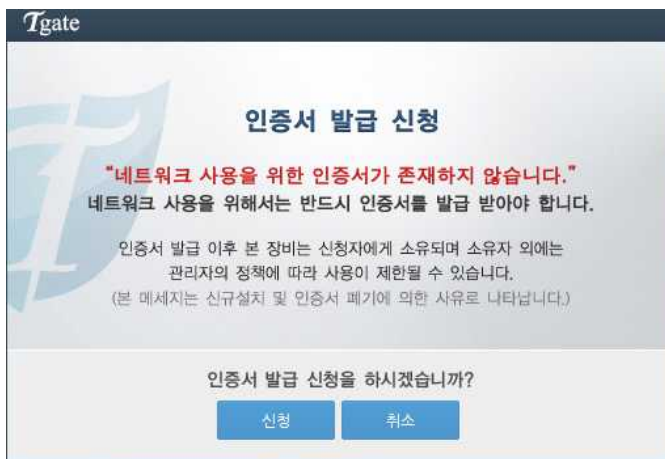 Tgate
인증서 발급 신청
"네트워크 사용을 위한 인증서가 존재하지 않습니다."
네트워크 사용을 위해서는 반드시 인증서를 발급 받아야 합니다.
인증서 발급 이후 본 장비는 신청자에게 소유되며 소유자 외에는
관리자의 정책에 따라 사용이 제한될 수 있습니다.
(본 메세지는 신규설치 및 인증서 폐기에 의한 사유로 나타납니다.)
인증서 발급 신청을 하시겠습니까?
신청 취소